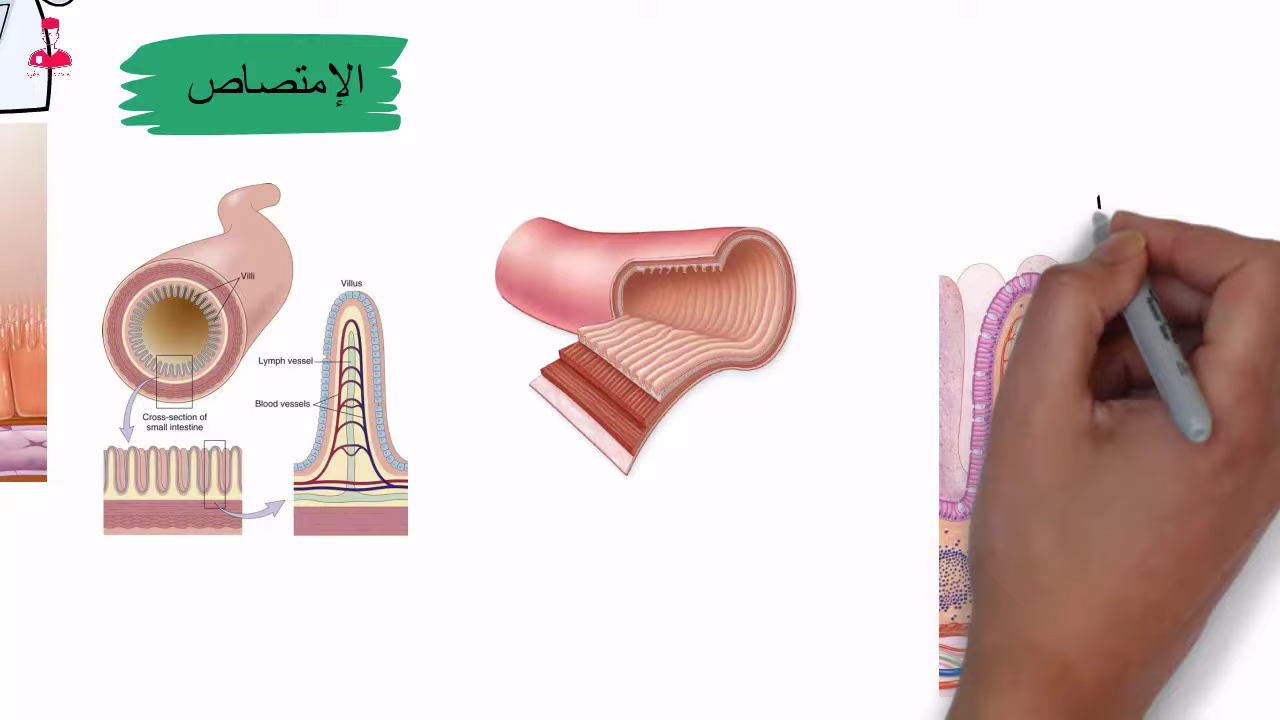 الإمتصاص
Villi
Villus
Lymph vessel
Blood vessels
Cross-section of
small intestine